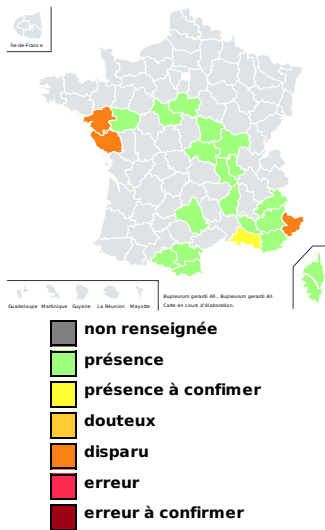 Île-de-France
Guadeloupe Martinique Guyane La Réunion Mayotte
Bupleurum gerardi All., Bupleurum gerardi All.
Carte en cours d'élaboration.
non renseignée
présence
présence à confimer
douteux
disparu
erreur
erreur à confirmer